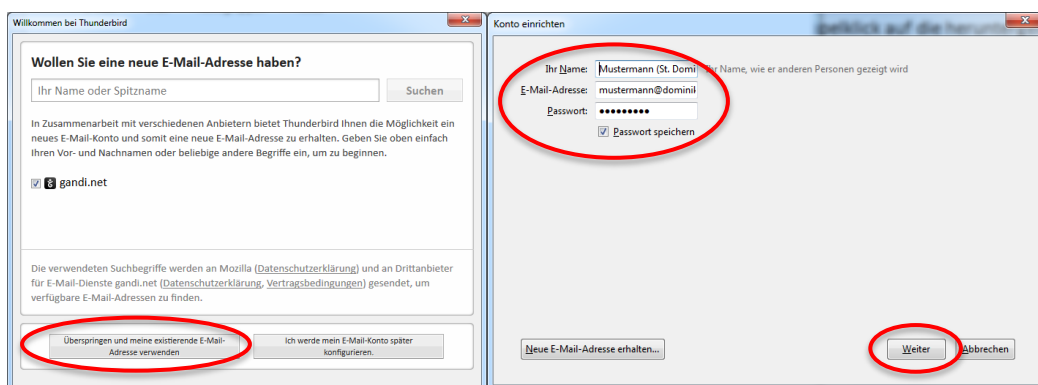 Willkommen bei Thunderbird
Wollen Sie eine neue E-Mail-Adresse haben?
Ihr Name oder Spitzname
Suchen
In Zusammenarbeit mit verschiedenen Anbietern bietet Thunderbird Ihnen die Möglichkeit ein
neues E-Mail-Konto und somit eine neue E-Mail-Adresse zu erhalten. Geben Sie oben einfach
Ihren Vor- und Nachnamen oder beliebige andere Begriffe ein, um zu beginnen.
gandi.net
Die verwendeten Suchbegriffe werden an Mozilla (Datenschutzerklärung) und an Drittanbieter
für E-Mail-Dienste gandi.net (Datenschutzerklärung, Vertragsbedingungen) gesendet, um
verfügbare E-Mail-Adressen zu finden.
Überspringen und meine existierende E-Mail-
Adresse verwenden
Ich werde mein E-Mail-Konto später
konfigurieren.
Konto einrichten
pelklick auf die
Ihr Name: Mustermann (St. Domi Ihr Name, wie er anderen Personen gezeigt wird
E-Mail-Adresse: mustermann@dominik
Passwort: •••••••••
Passwort speichern
Neue E-Mail-Adresse erhalten...
Weiter
Abbrechen